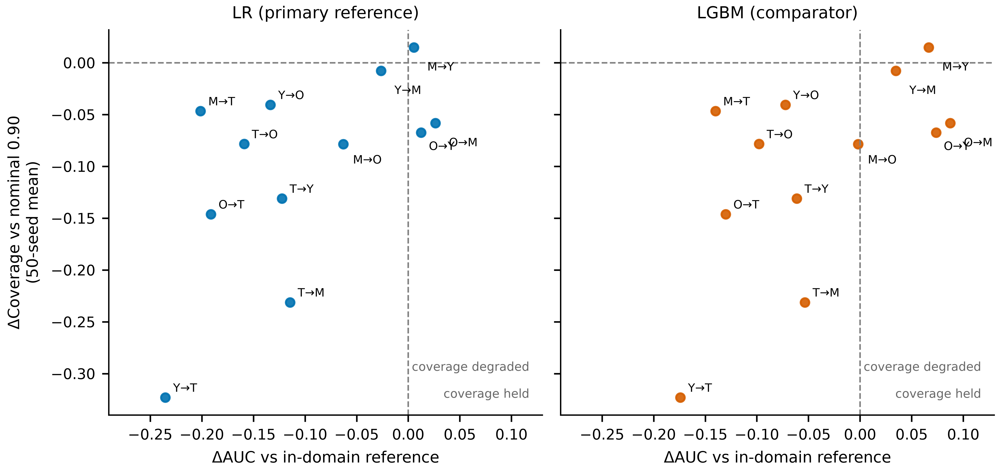 LR (primary reference)
LGBM (comparator)
ΔCoverage vs nominal 0.90
(50-seed mean)
0.00
−0.05
−0.10
−0.15
−0.20
−0.25
−0.30
M→Y
Y→M
Y→O
M→T
T→O
O→Y
O→M
M→O
T→Y
O→T
T→M
Y→T
coverage degraded
coverage held
−0.25
−0.20
−0.15
−0.10
−0.05
0.00
0.05
0.10
ΔAUC vs in-domain reference
M→Y
Y→M
Y→O
M→T
T→O
O→Y
O→M
M→O
T→Y
O→T
T→M
Y→T
coverage degraded
coverage held
−0.25
−0.20
−0.15
−0.10
−0.05
0.00
0.05
0.10
ΔAUC vs in-domain reference